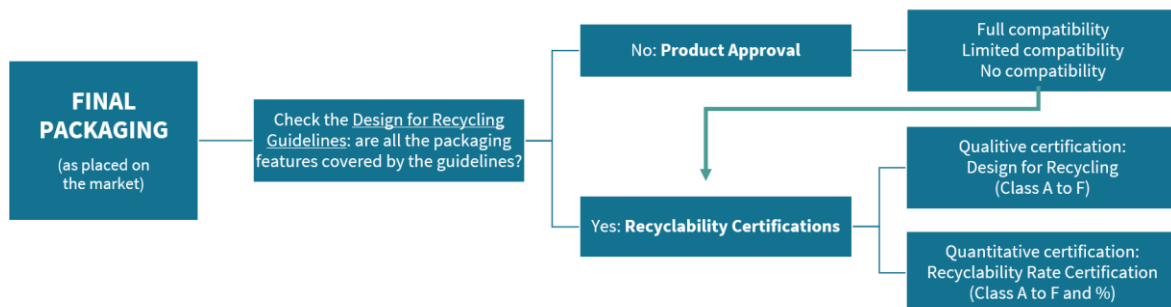 FINAL
PACKAGING
(as placed on
the market)
Check the Design for Recycling
Guidelines: are all the packaging
features covered by the guidelines?
No: Product Approval
Full compatibility
Limited compatibility
No compatibility
Yes: Recyclability Certifications
Qualitive certification:
Design for Recycling
(Class A to F)
Quantitative certification:
Recyclability Rate Certification
(Class A to F and %)